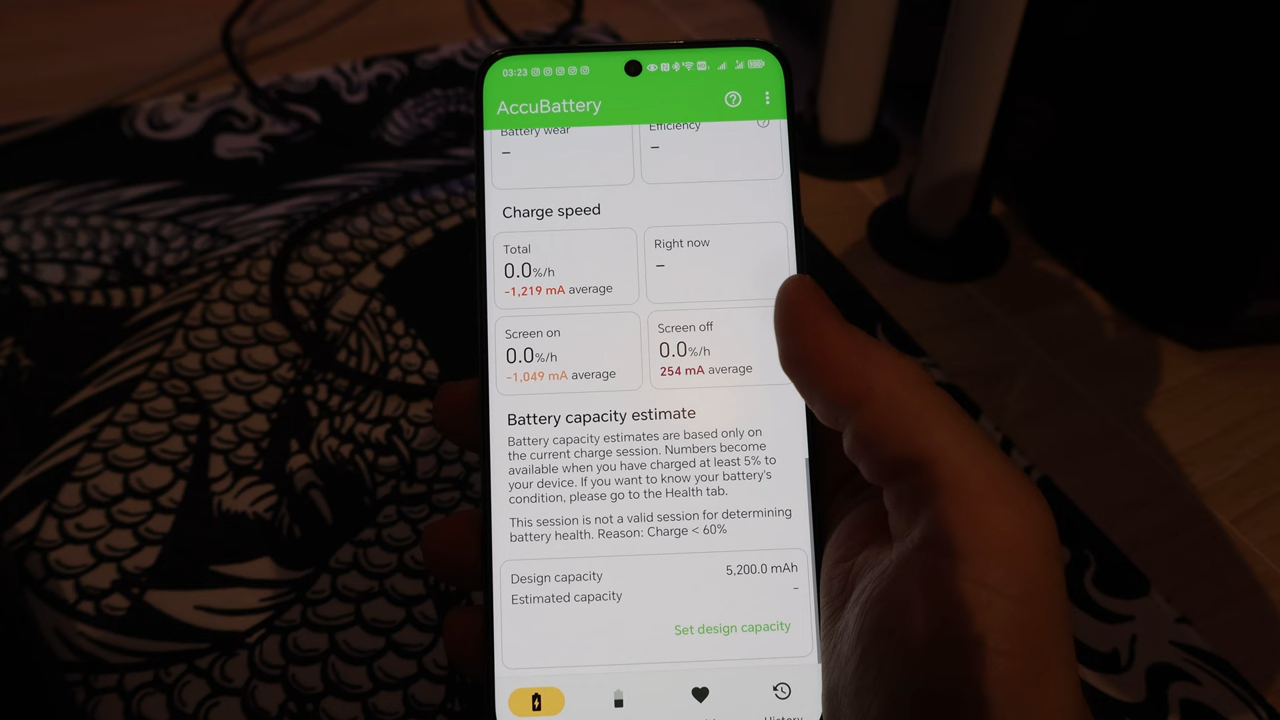 03:23
AccuBattery
Battery wear
–
Efficiency
–
Charge speed
Total
0.0%/h
-1,219 mA average
Right now
–
Screen on
0.0%/h
-1,049 mA average
Screen off
0.0%/h
254 mA average
Battery capacity estimate
Battery capacity estimates are based only on
the current charge session. Numbers become
available when you have charged at least 5% to
your device. If you want to know your battery's
condition, please go to the Health tab.
This session is not a valid session for determining
battery health. Reason: Charge < 60%
Design capacity 5,200.0 mAh
Estimated capacity –
Set design capacity
History